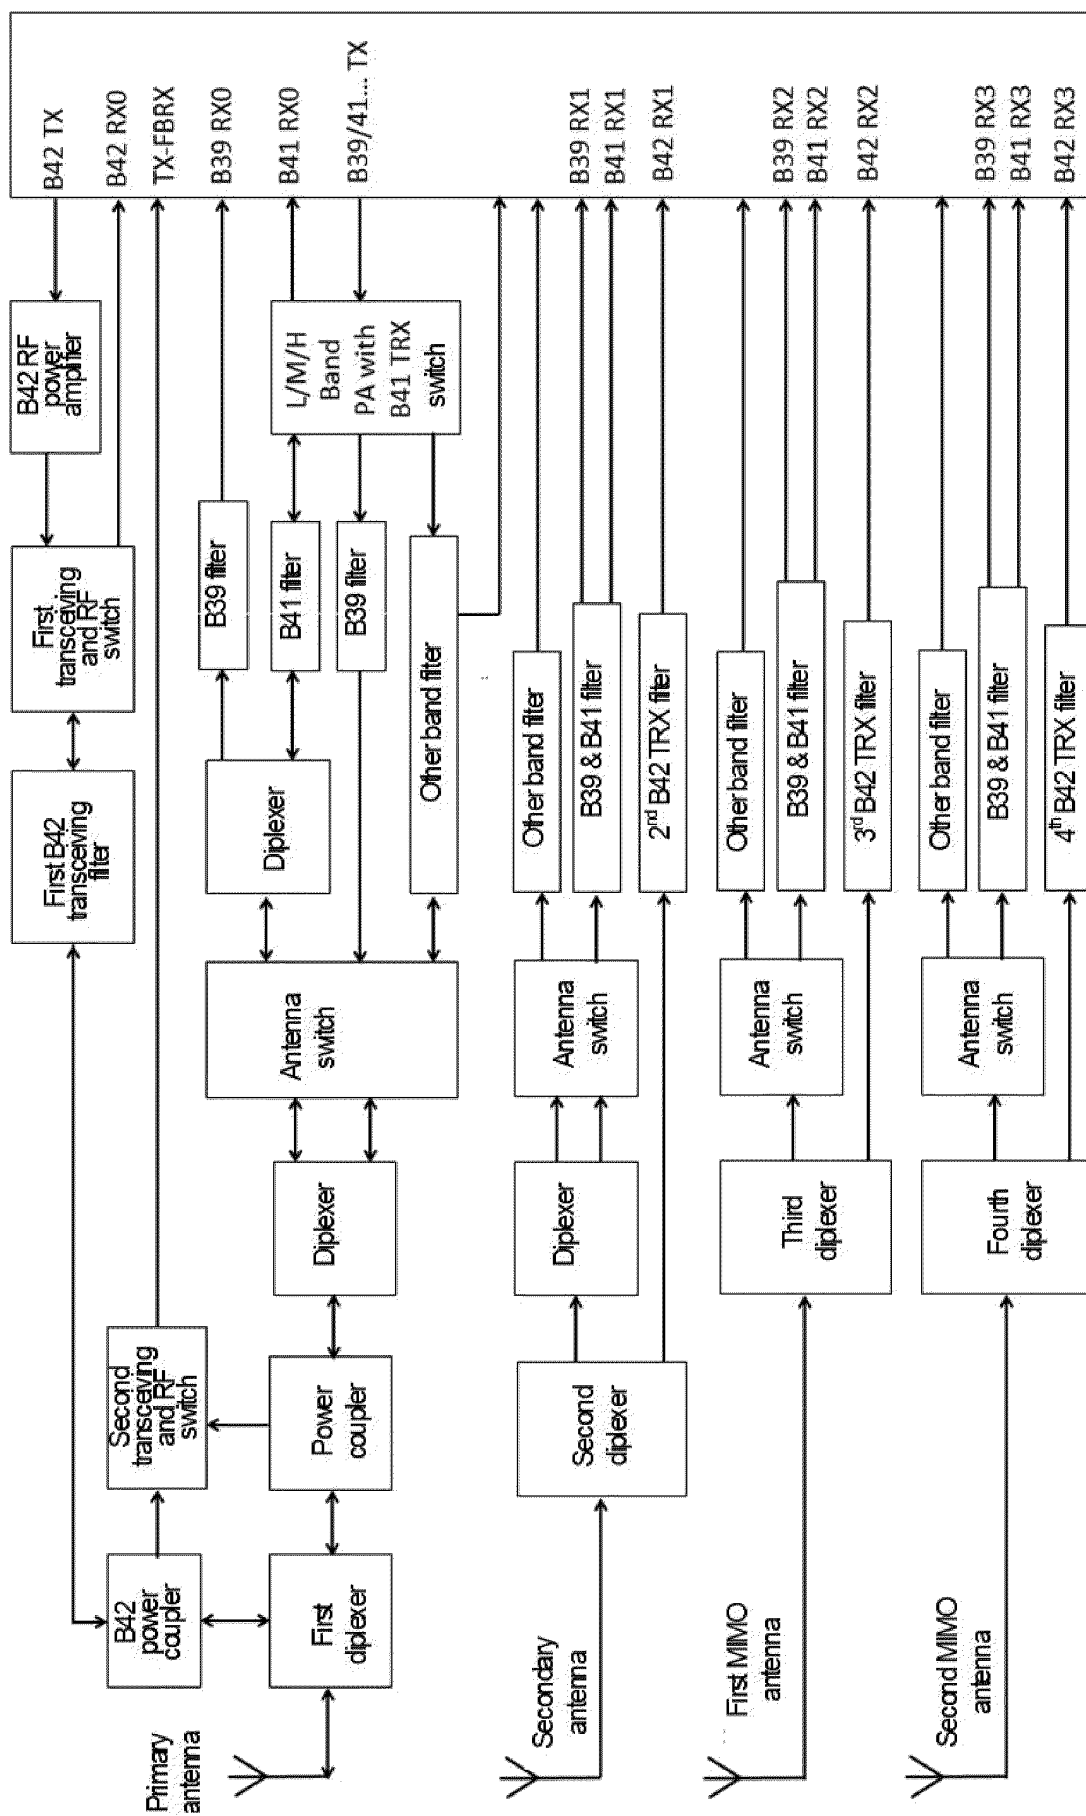 B42 TX
B42 RX0
TX-FBRX
B39 RX0
B41 RX0
B39/41... TX
B39 RX1
B41 RX1
B42 RX1
B39 RX2
B41 RX2
B42 RX2
B39 RX3
B41 RX3
B42 RX3
B42 RF
power
amplifier
L/M/H
Band
PA with
B41 TRX
switch
First
transceiving
and RF
switch
B39 filter
B41 filter
B39 filter
Other band filter
Other band filter
B39 & B41 filter
2nd B42 TRX filter
Other band filter
B39 & B41 filter
3rd B42 TRX filter
Other band filter
B39 & B41 filter
4th B42 TRX filter
First B42
transceiving
filter
Diplexer
Antenna
switch
Antenna
switch
Antenna
switch
Antenna
switch
Diplexer
Diplexer
Third
diplexer
Fourth
diplexer
Second
transceiving
and RF
switch
Power
coupler
Second
diplexer
B42
power
coupler
First
diplexer
Primary
antenna
Secondary
antenna
First MIMO
antenna
Second MIMO
antenna